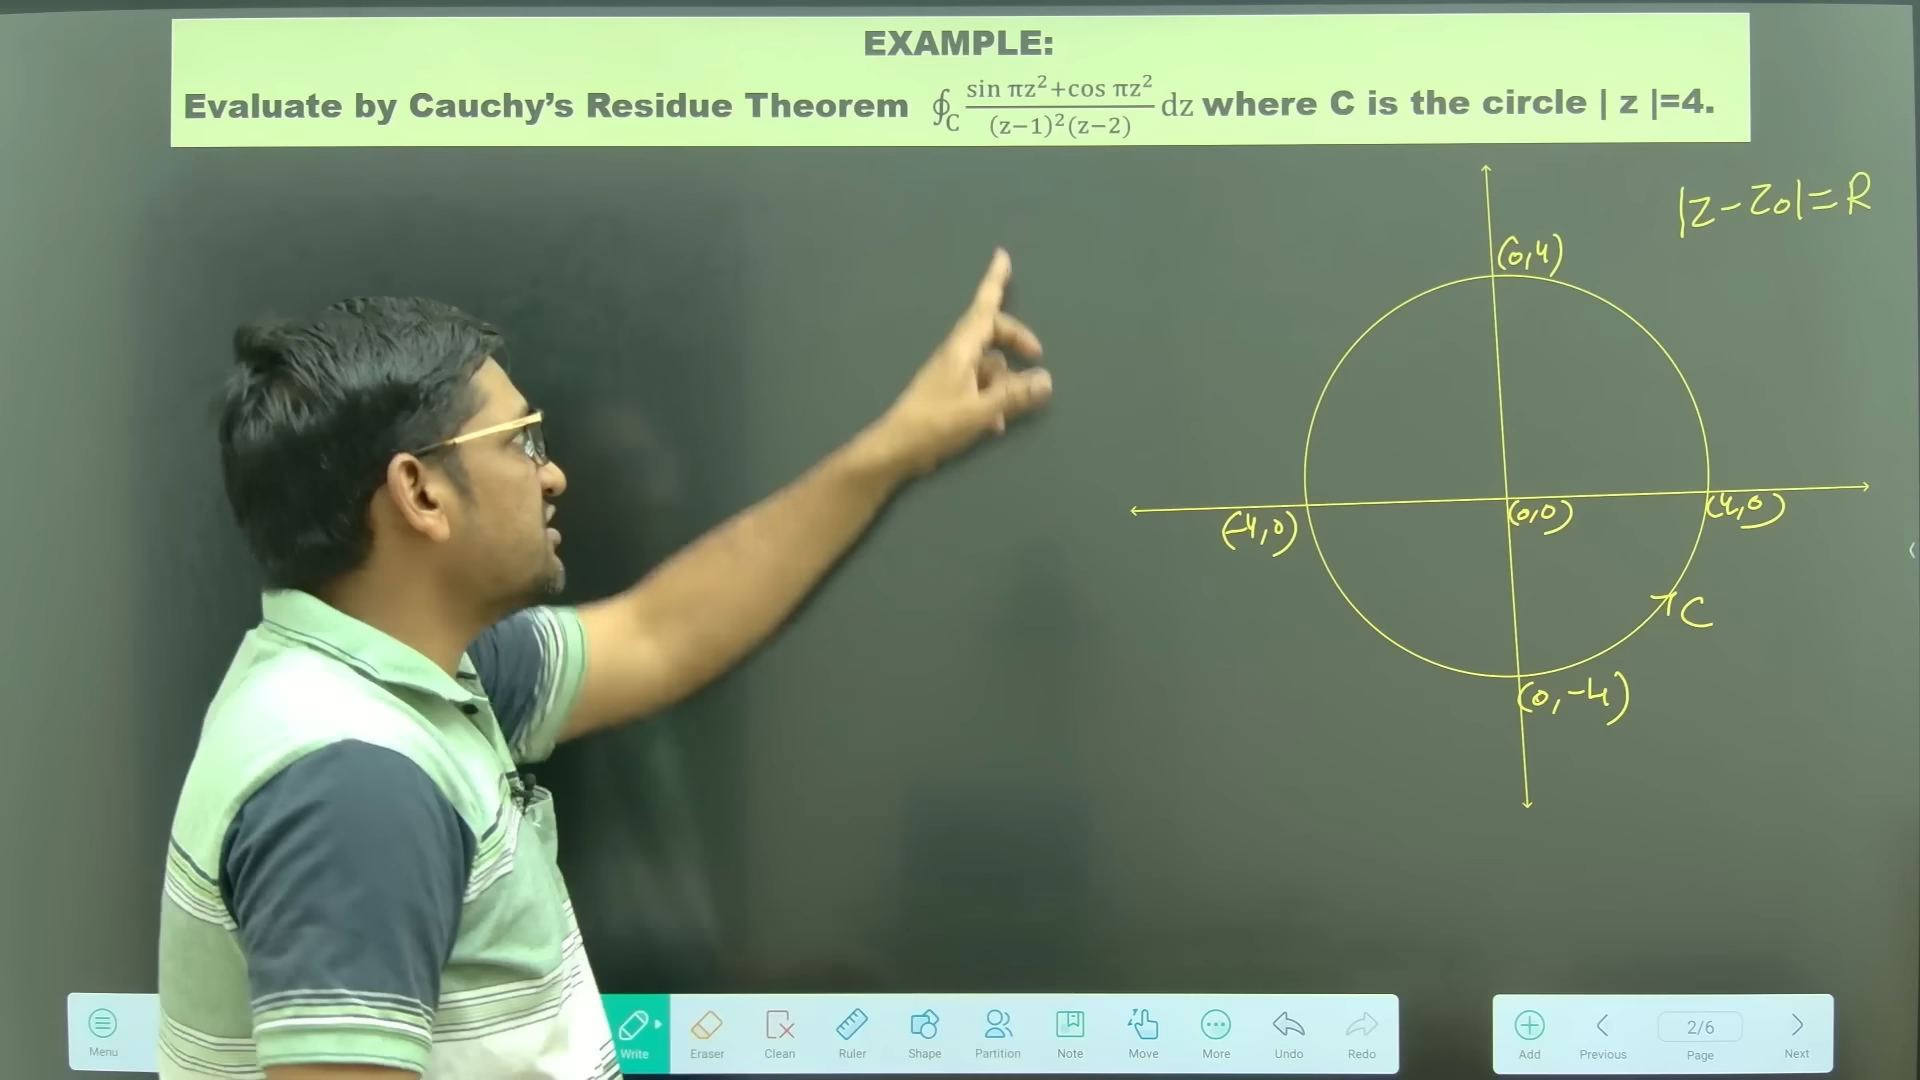 EXAMPLE:
Evaluate by Cauchy's Residue Theorem ∮_C (sin πz²+cos πz²)/((z−1)²(z−2)) dz where C is the circle | z |=4.
|z-z0|=R
(0,4)
(-4,0)
(0,0)
(4,0)
C
(0,-4)
Menu
Write
Eraser
Clean
Ruler
Shape
Partition
Note
Move
More
Undo
Redo
Add
Previous
2/6
Page
Next